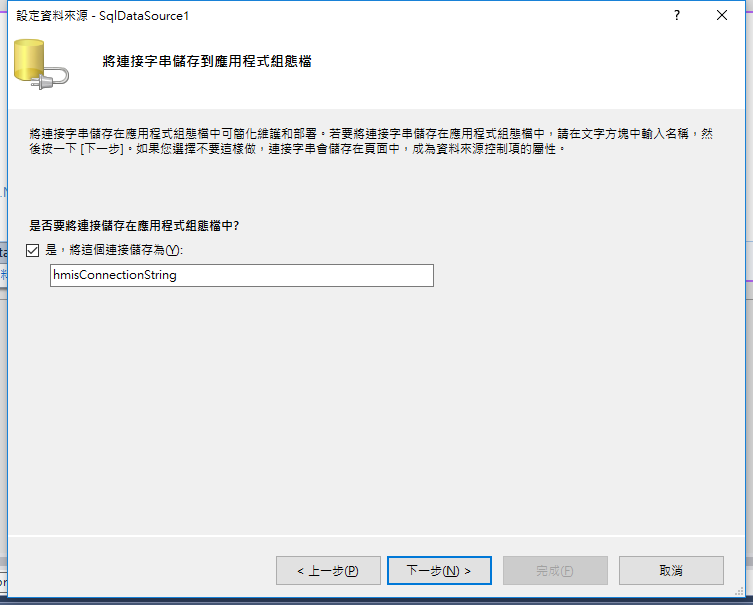 設定資料來源 - SqlDataSource1
?
將連接字串儲存到應用程式組態檔
將連接字串儲存在應用程式組態檔中可簡化維護和部署。若要將連接字串儲存在應用程式組態檔中，請在文字方塊中輸入名稱，然
後按一下 [下一步]。如果您選擇不要這樣做，連接字串會儲存在頁面中，成為資料來源控制項的屬性。
是否要將連接儲存在應用程式組態檔中?
是，將這個連接儲存為(Y):
hmisConnectionString
< 上一步(P)
下一步(N) >
完成(F)
取消